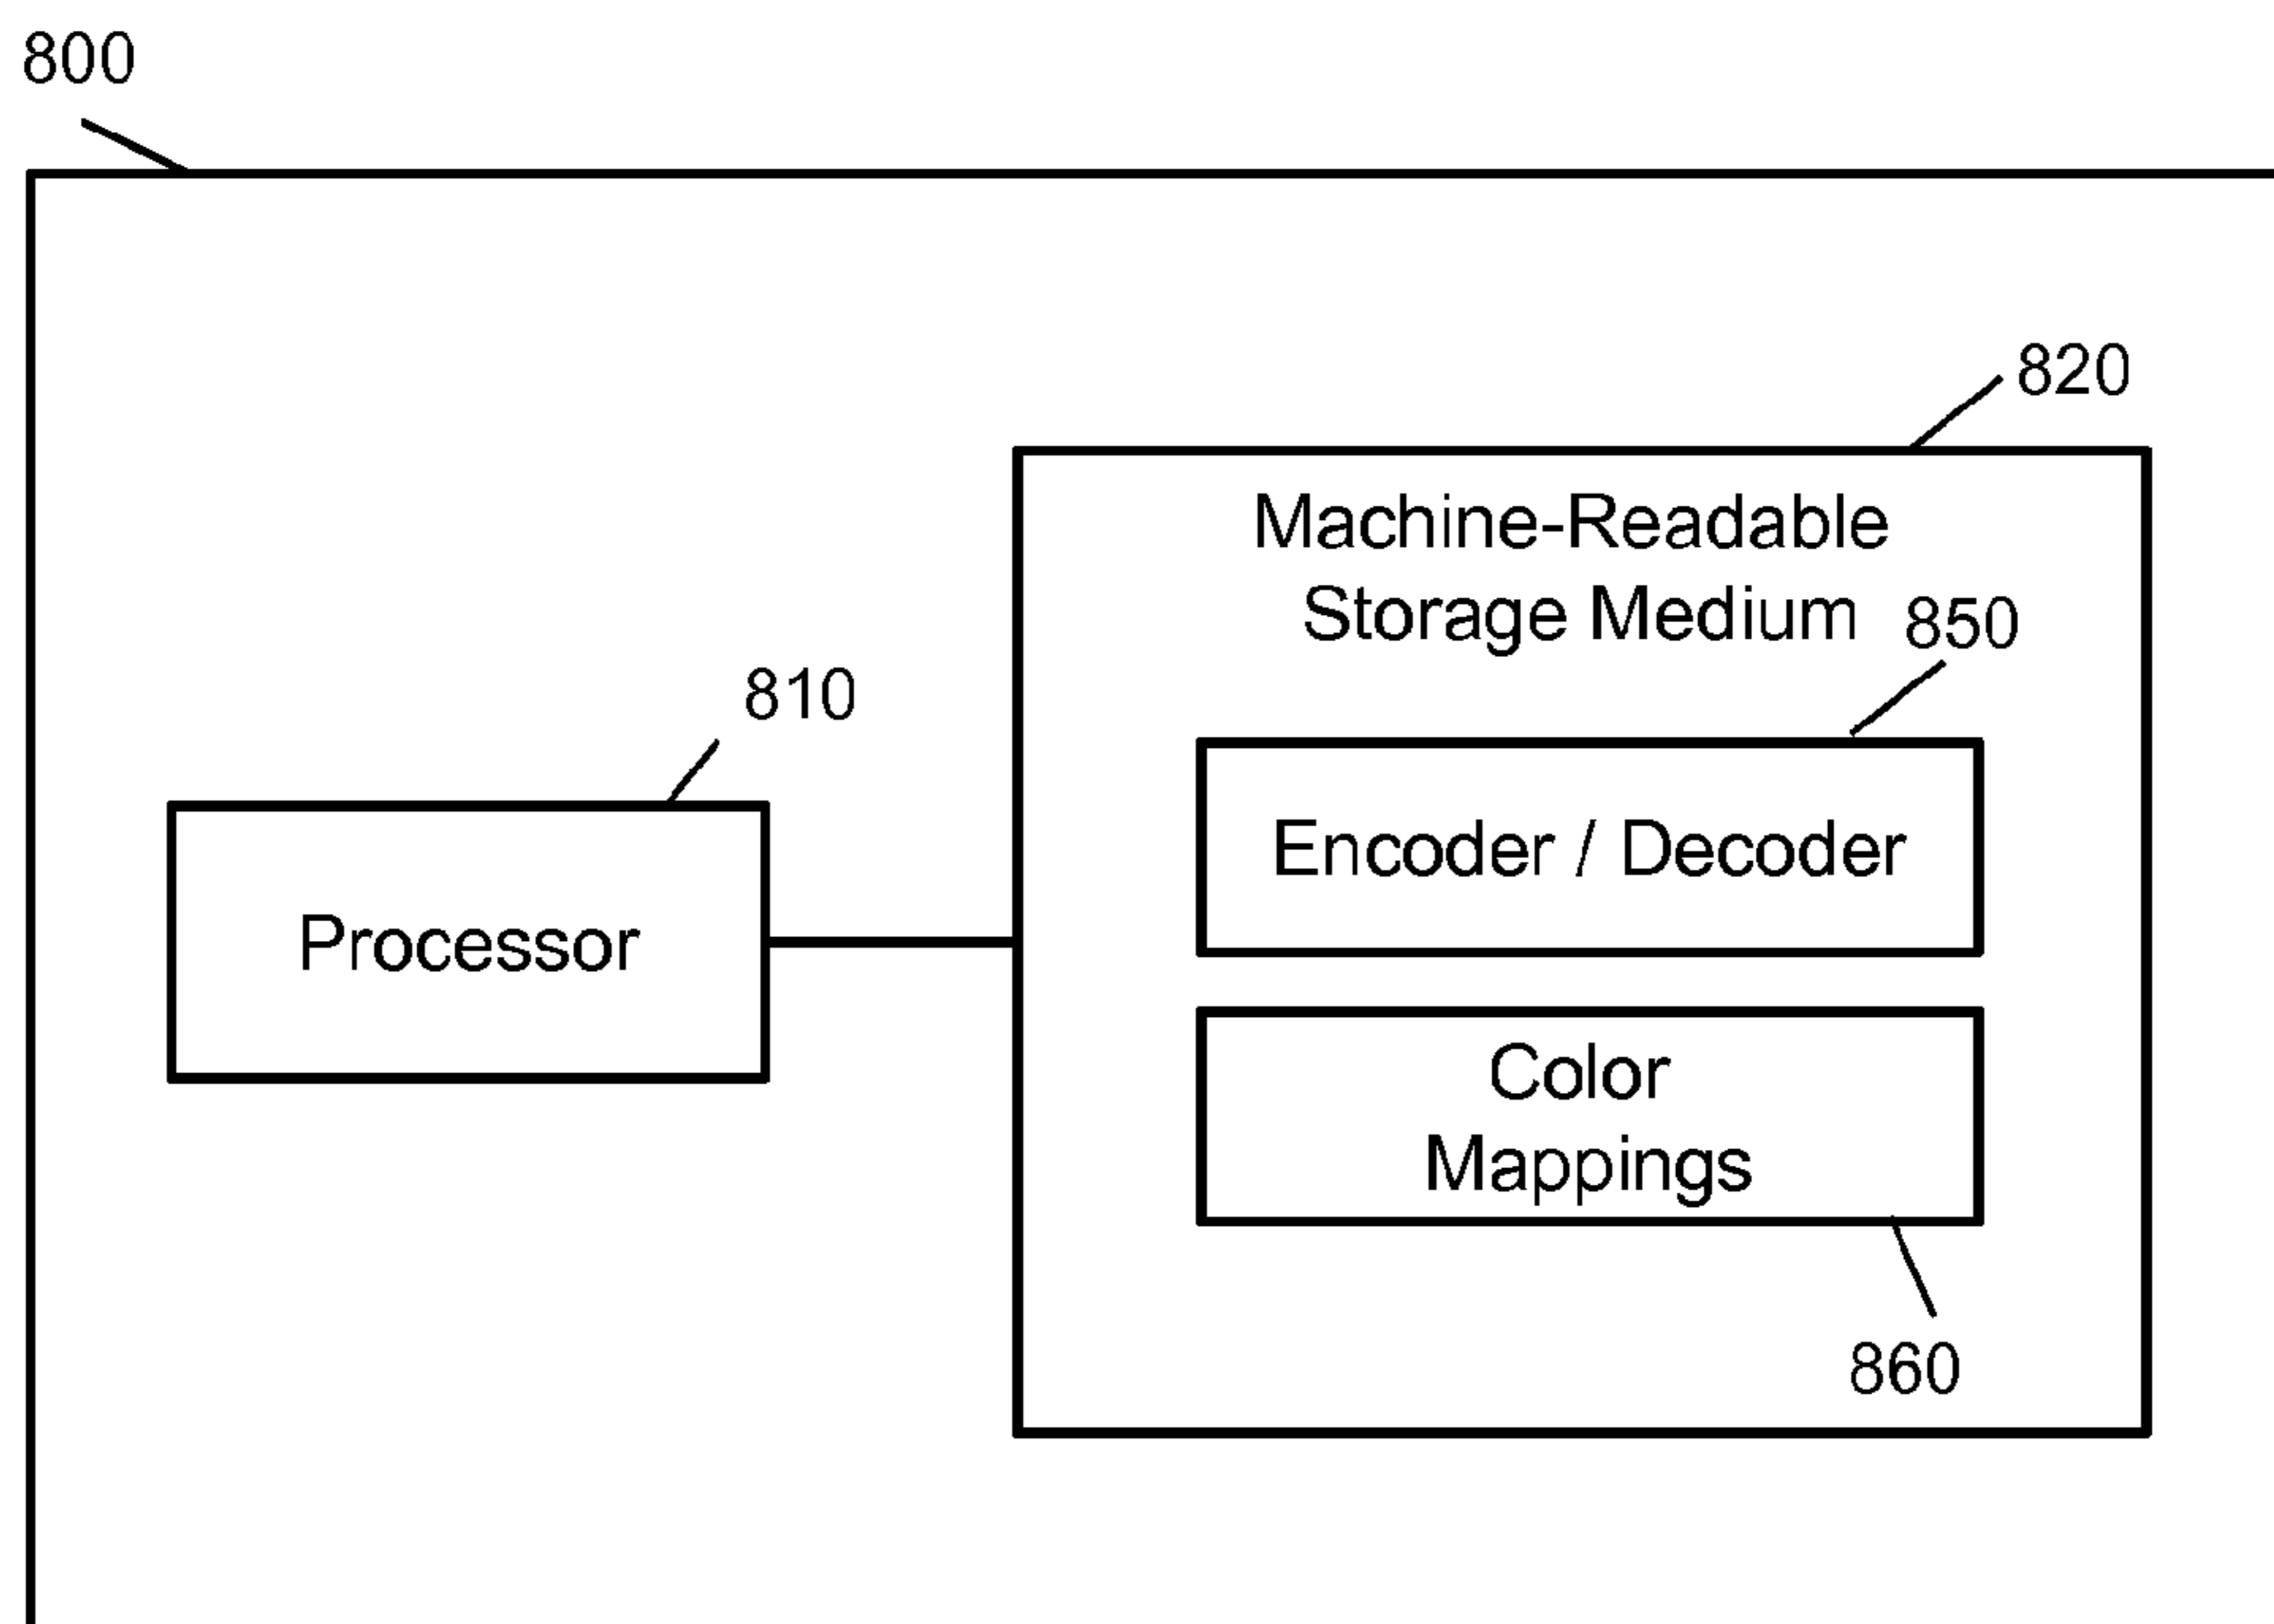 800
820
Machine-Readable
Storage Medium
850
810
Encoder / Decoder
Processor
Color
Mappings
860